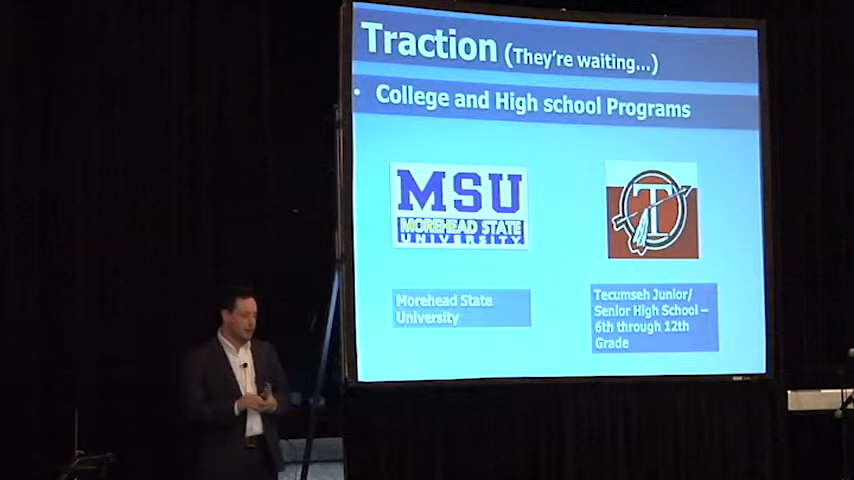 Traction (They're waiting...)
• College and High school Programs
MSU
MOREHEAD STATE
UNIVERSITY
T
Morehead State
University
Tecumseh Junior/
Senior High School –
6th through 12th
Grade